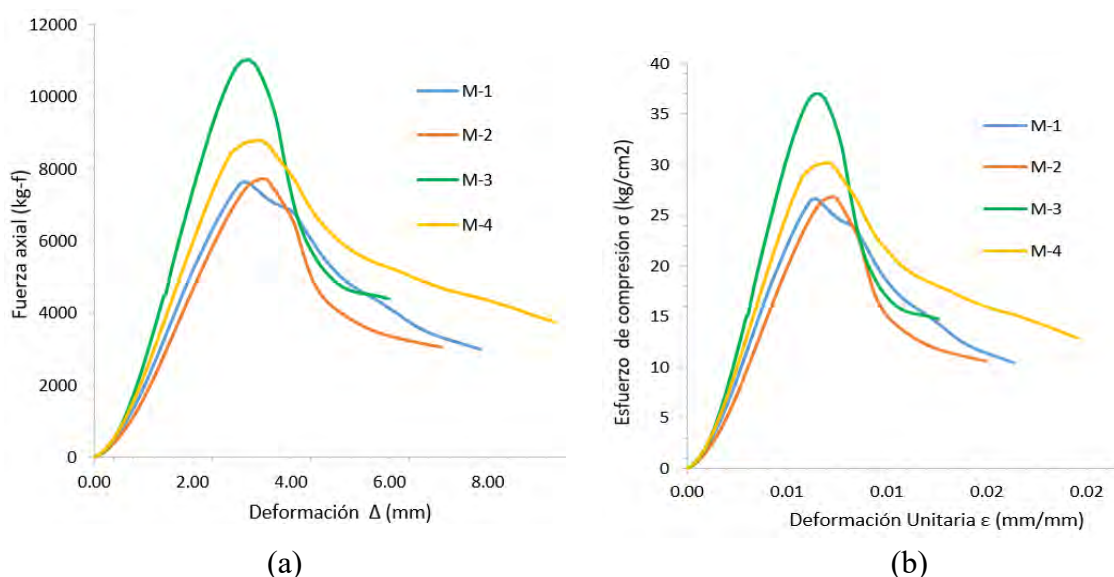 12000
10000
8000
6000
4000
2000
0
Fuerza axial (kg-f)
0.00 2.00 4.00 6.00 8.00
Deformación Δ (mm)
M-1
M-2
M-3
M-4
(a)
40
35
30
25
20
15
10
5
0
Esfuerzo de compresión σ (kg/cm2)
0.00 0.01 0.01 0.02 0.02
Deformación Unitaria ε (mm/mm)
M-1
M-2
M-3
M-4
(b)